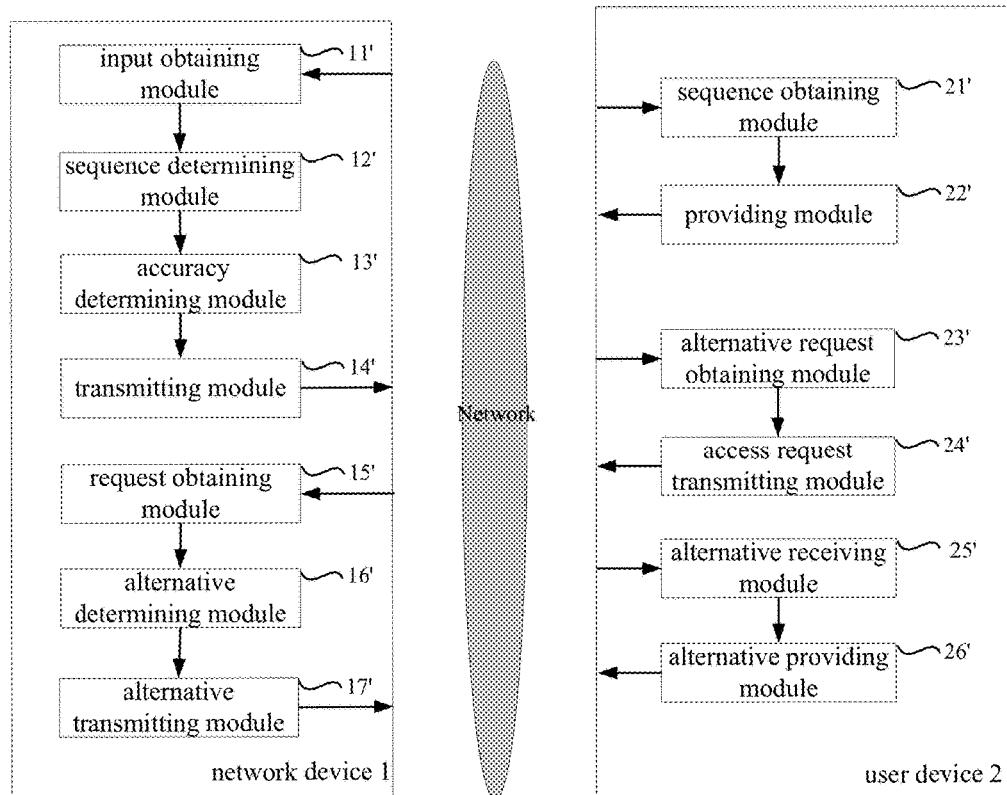 input obtaining
module
11'
sequence determining
module
12'
accuracy
determining module
13'
transmitting module
14'
request obtaining
module
15'
alternative
determining module
16'
alternative
transmitting module
17'
network device 1
Network
sequence obtaining
module
21'
providing module
22'
alternative request
obtaining module
23'
access request
transmitting module
24'
alternative receiving
module
25'
alternative providing
module
26'
user device 2